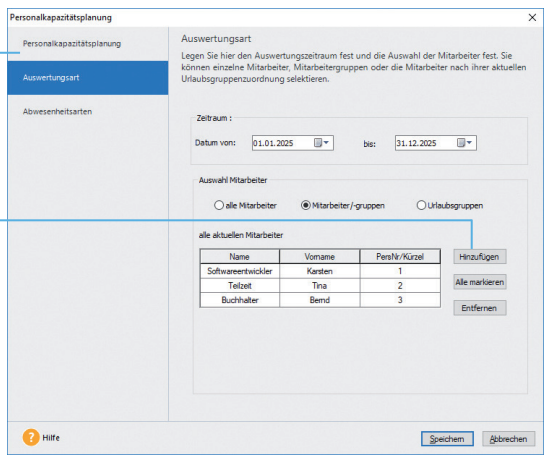 Personalkapazitätsplanung
Personalkapazitätsplanung
Auswertungsart
Abwesenheitsarten
Auswertungsart
Legen Sie hier den Auswertungszeitraum fest und die Auswahl der Mitarbeiter fest. Sie
können einzelne Mitarbeiter, Mitarbeitergruppen oder die Mitarbeiter nach ihrer aktuellen
Urlaubsgruppenzuordnung selektieren.
Zeitraum :
Datum von: 01.01.2025 bis: 31.12.2025
Auswahl Mitarbeiter
alle Mitarbeiter Mitarbeiter/-gruppen Urlaubsgruppen
alle aktuellen Mitarbeiter
Name Vorname PersNr/Kürzel
Softwareentwickler Karsten 1
Teilzeit Tina 2
Buchhalter Bernd 3
Hinzufügen
Alle markieren
Entfernen
? Hilfe
Speichern Abbrechen